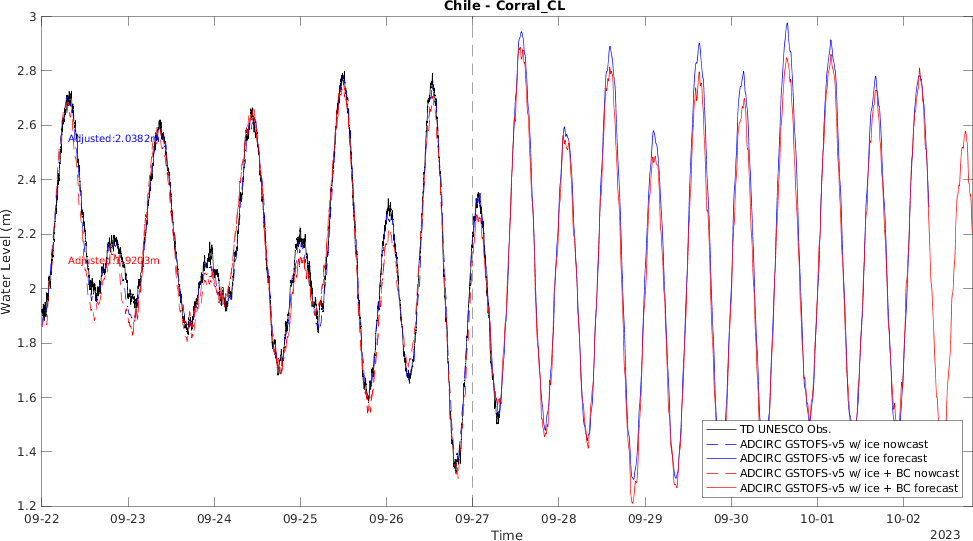 Chile - Corral_CL
3
2.8
2.6
2.4
2.2
2
1.8
1.6
1.4
1.2
Water Level (m)
Adjusted:2.0382m
Adjusted:1.9203m
TD UNESCO Obs.
ADCIRC GSTOFS-v5 w/ ice nowcast
ADCIRC GSTOFS-v5 w/ ice forecast
ADCIRC GSTOFS-v5 w/ ice + BC nowcast
ADCIRC GSTOFS-v5 w/ ice + BC forecast
09-22 09-23 09-24 09-25 09-26 09-27 09-28 09-29 09-30 10-01 10-02
Time
2023